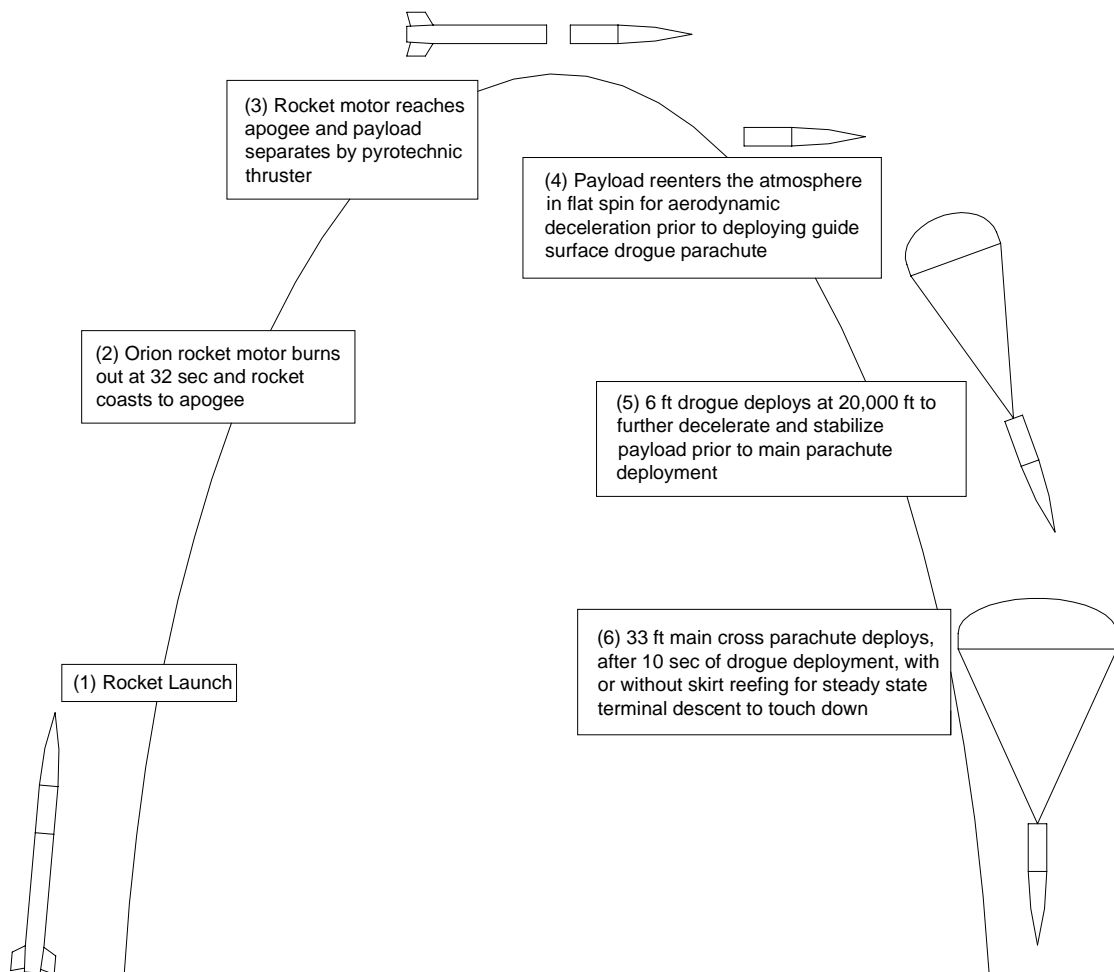 (3) Rocket motor reaches
apogee and payload
separates by pyrotechnic
thruster
(4) Payload reenters the atmosphere
in flat spin for aerodynamic
deceleration prior to deploying guide
surface drogue parachute
(2) Orion rocket motor burns
out at 32 sec and rocket
coasts to apogee
(5) 6 ft drogue deploys at 20,000 ft to
further decelerate and stabilize
payload prior to main parachute
deployment
(6) 33 ft main cross parachute deploys,
after 10 sec of drogue deployment, with
or without skirt reefing for steady state
terminal descent to touch down
(1) Rocket Launch